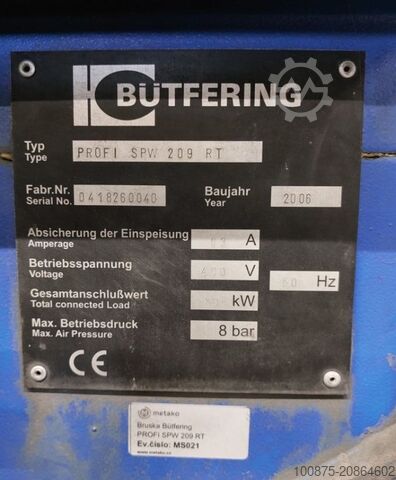 BÜTFERING
Typ
Type
PROFI SPW 209 RT
Fabr.Nr.
Serial No.
0418260040
Baujahr
Year
2006
Absicherung der Einspeisung
Amperage
A
Betriebsspannung
Voltage
400 V
Hz
Gesamtanschlußwert
Total connected Load
kW
Max. Betriebsdruck
Max. Air Pressure
8 bar
CE
metako
Bruska Bütfering
PROFi SPW 209 RT
Ev.číslo: MS021
www.metako.cz
100875-20864602